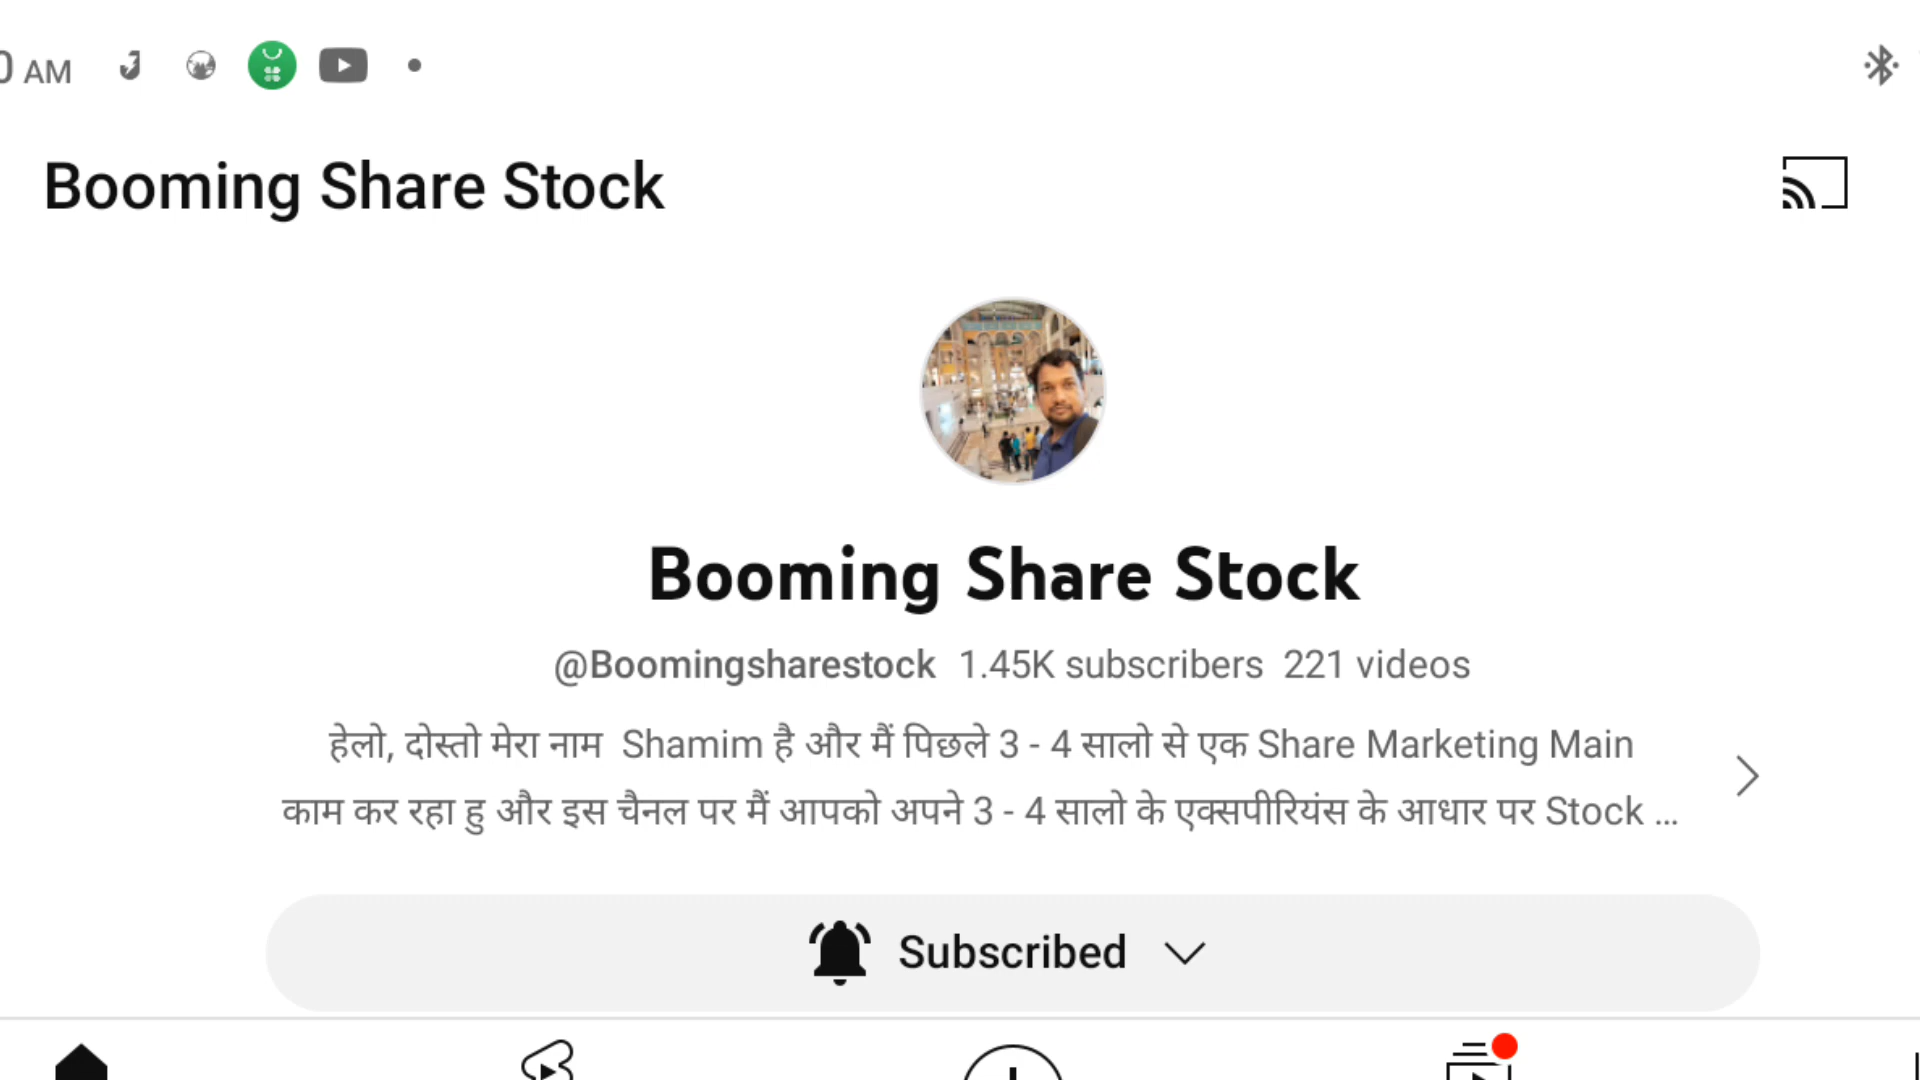 AM
Booming Share Stock
Booming Share Stock
@Boomingsharestock 1.45K subscribers 221 videos
हेलो, दोस्तो मेरा नाम Shamim है और मैं पिछले 3 - 4 सालो से एक Share Marketing Main
काम कर रहा हु और इस चैनल पर मैं आपको अपने 3 - 4 सालो के एक्सपीरियंस के आधार पर Stock ...
Subscribed